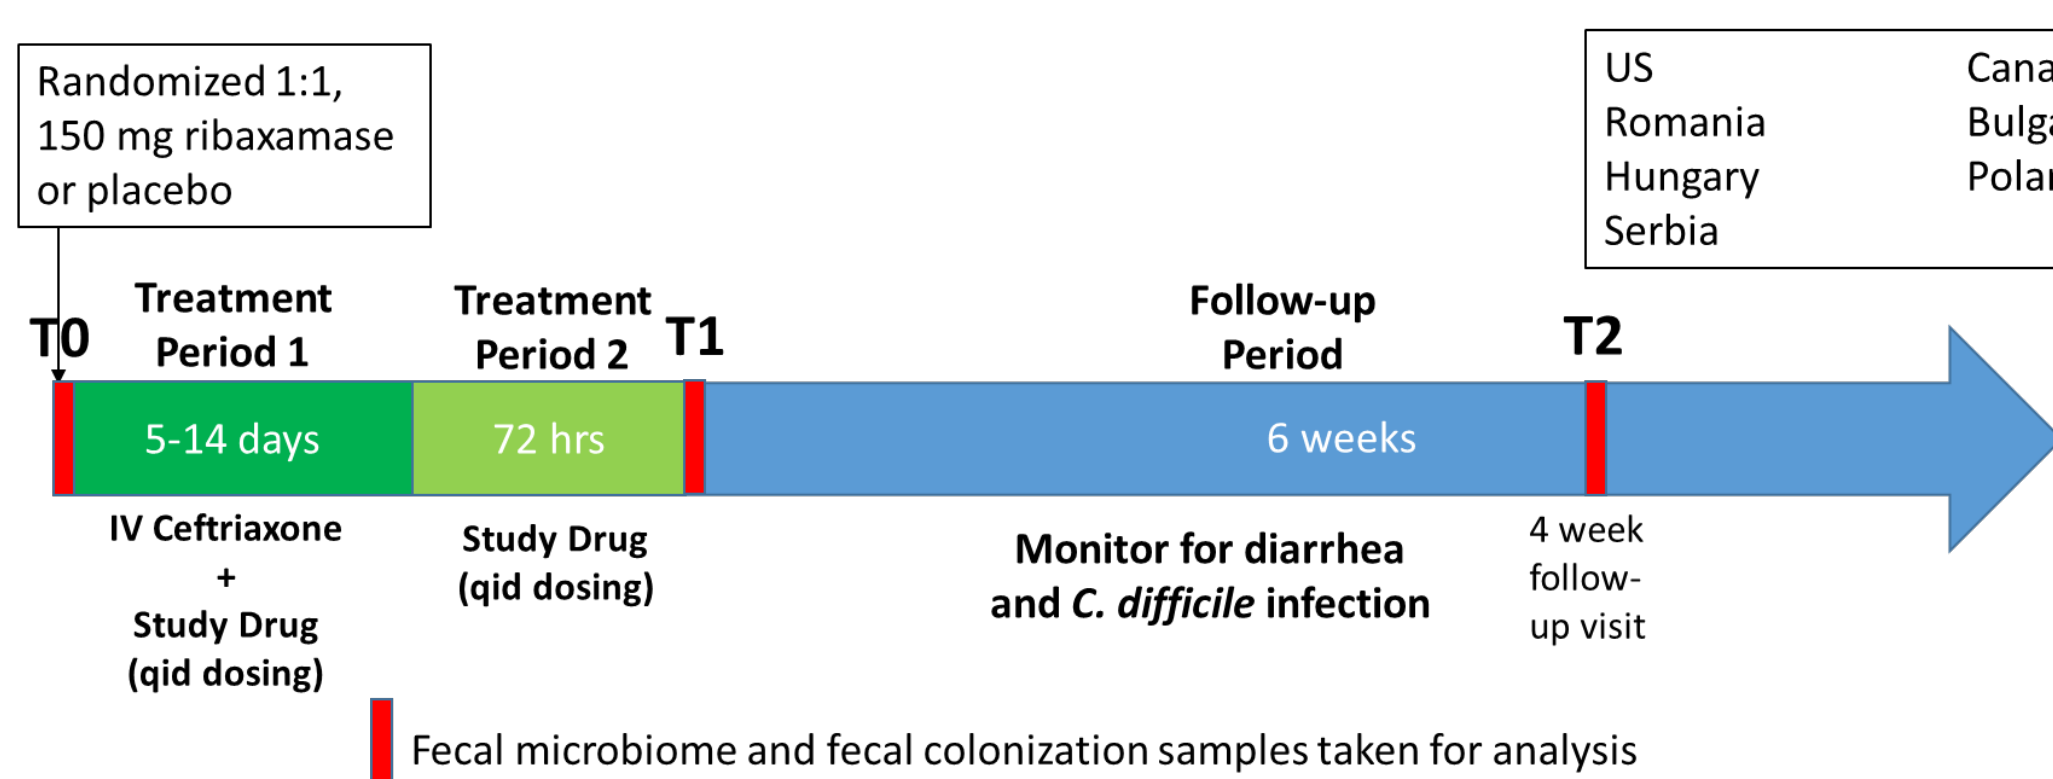 Randomized 1:1,
150 mg ribaxamase
or placebo
US
Romania
Hungary
Serbia
T0
Treatment
Period 1
Treatment
Period 2
T1
Follow-up
Period
T2
5-14 days
72 hrs
6 weeks
IV Ceftriaxone
+
Study Drug
(qid dosing)
Study Drug
(qid dosing)
Monitor for diarrhea
and C. difficile infection
4 week
follow-
up visit
Fecal microbiome and fecal colonization samples taken for analysis